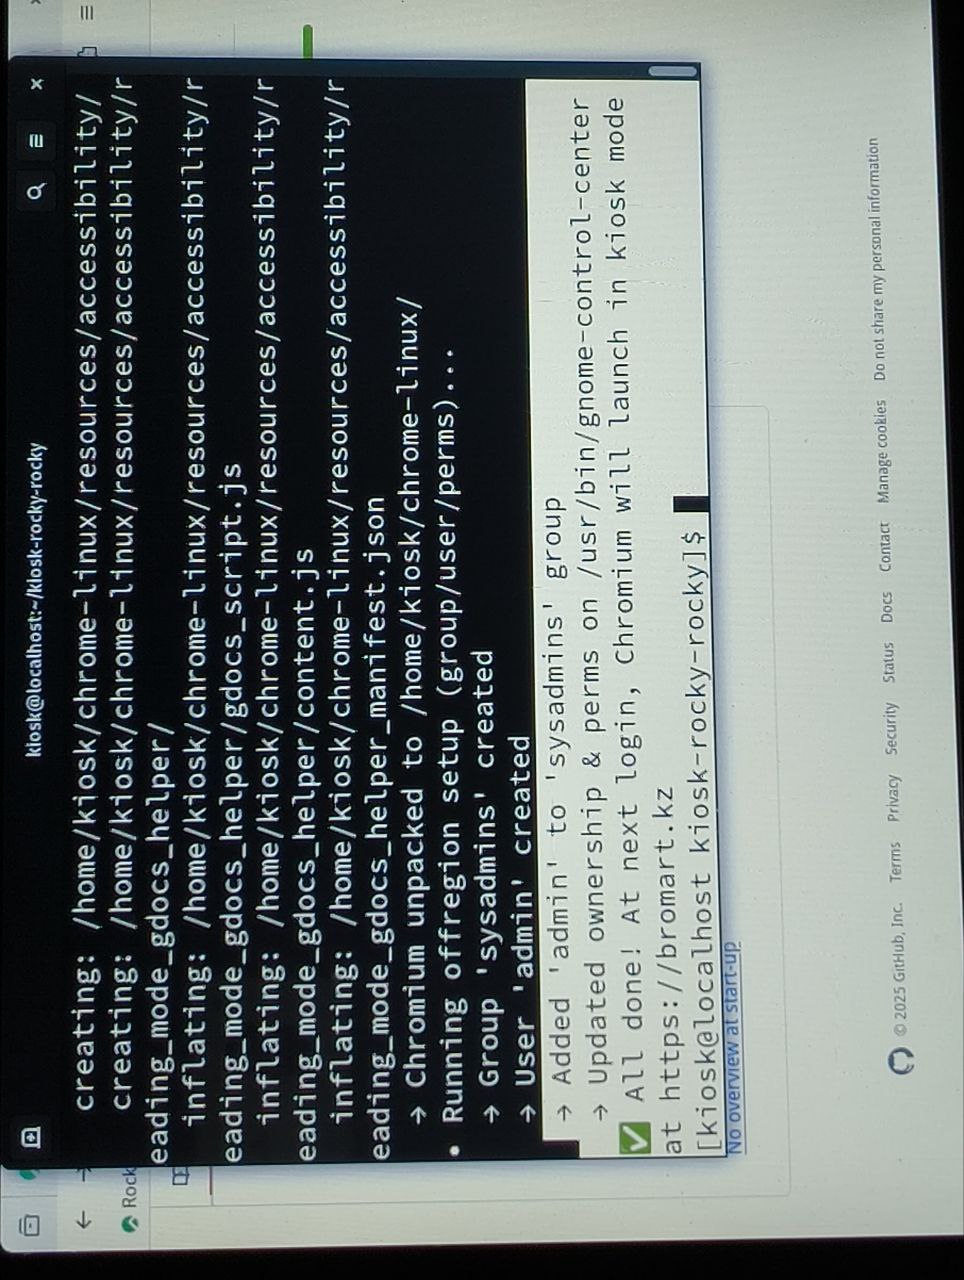 kiosk@localhost:~/kiosk-rocky-rocky
creating: /home/kiosk/chrome-linux/resources/accessibility/
creating: /home/kiosk/chrome-linux/resources/accessibility/r
eading_mode_gdocs_helper/
inflating: /home/kiosk/chrome-linux/resources/accessibility/r
eading_mode_gdocs_helper/gdocs_script.js
inflating: /home/kiosk/chrome-linux/resources/accessibility/r
eading_mode_gdocs_helper/content.js
inflating: /home/kiosk/chrome-linux/resources/accessibility/r
eading_mode_gdocs_helper_manifest.json
→ Chromium unpacked to /home/kiosk/chrome-linux/
• Running offregion setup (group/user/perms)...
→ Group 'sysadmins' created
→ User 'admin' created
→ Added 'admin' to 'sysadmins' group
→ Updated ownership & perms on /usr/bin/gnome-control-center
✅ All done! At next login, Chromium will launch in kiosk mode
at https://bromart.kz
[kiosk@localhost kiosk-rocky-rocky]$
Rock
No overview at start-up
© 2025 GitHub, Inc. Terms Privacy Security Status Docs Contact Manage cookies Do not share my personal information